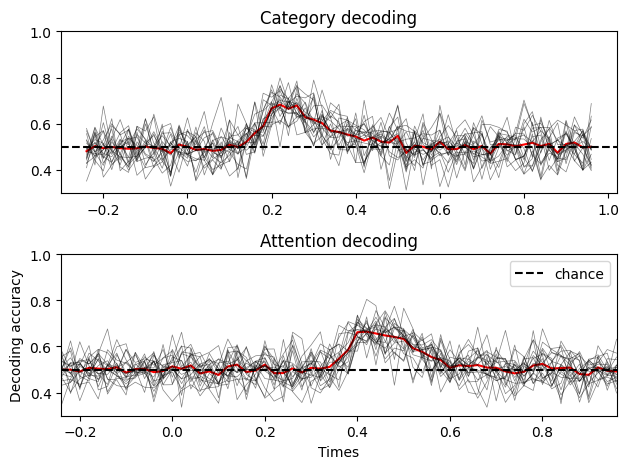 Category decoding
1.0
0.8
0.6
0.4
−0.2 0.0 0.2 0.4 0.6 0.8 1.0
Attention decoding
1.0
0.8
0.6
0.4
chance
Decoding accuracy
−0.2 0.0 0.2 0.4 0.6 0.8
Times